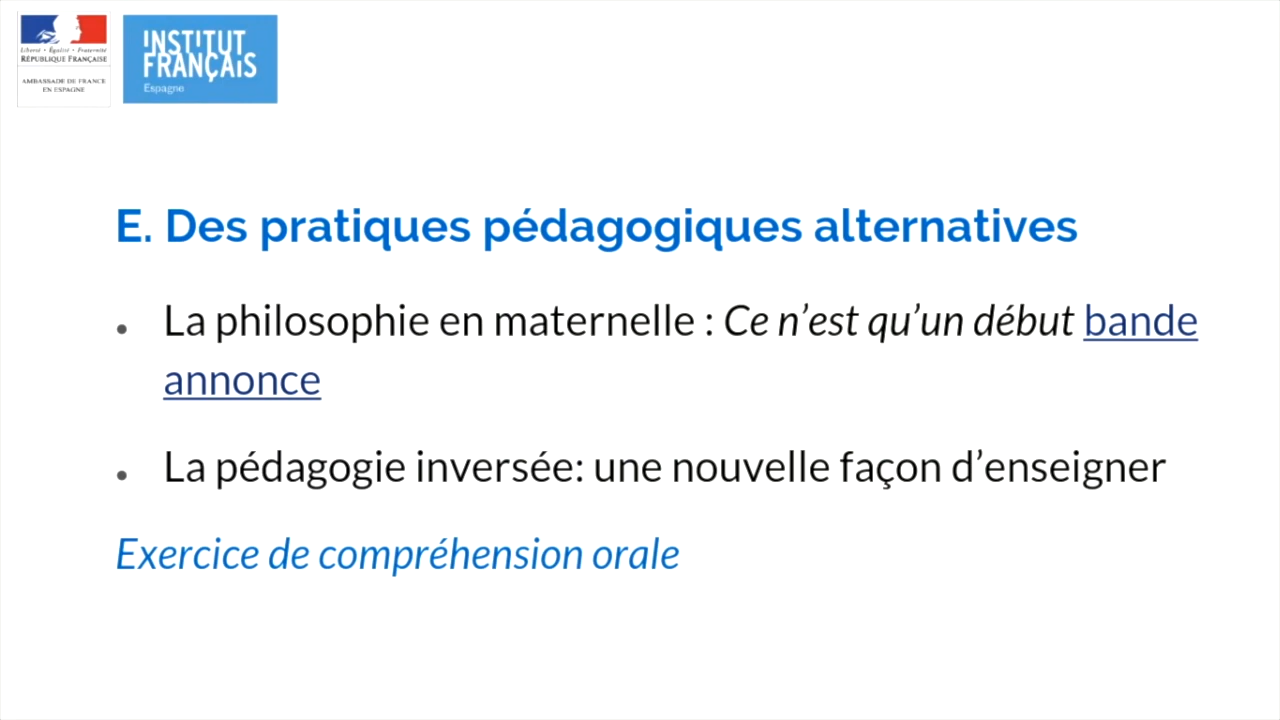 Liberté • Égalité • Fraternité
RÉPUBLIQUE FRANÇAISE
AMBASSADE DE FRANCE
EN ESPAGNE
INSTITUT
FRANÇAIS
Espagne
E. Des pratiques pédagogiques alternatives
• La philosophie en maternelle : Ce n’est qu’un début bande
annonce
• La pédagogie inversée: une nouvelle façon d’enseigner
Exercice de compréhension orale